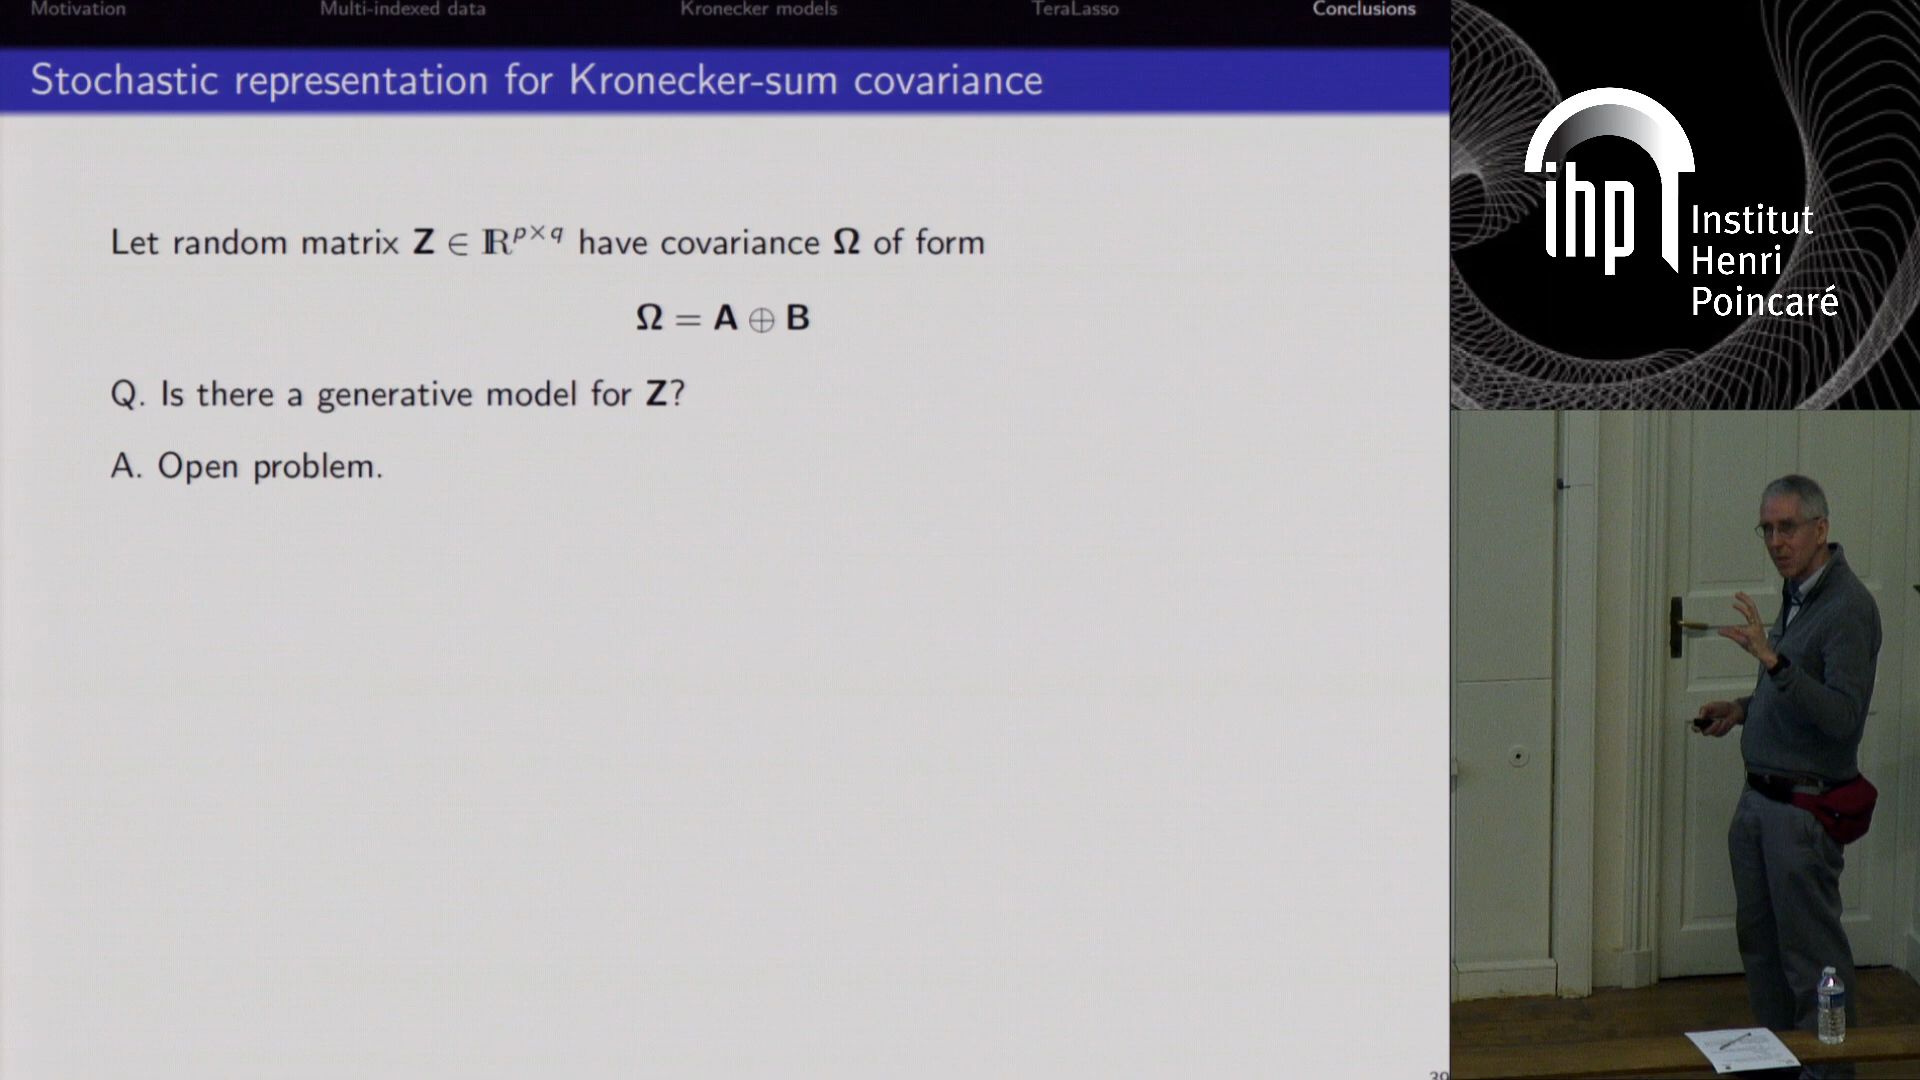 Motivation Multi-indexed data Kronecker models TeraLasso Conclusions
Stochastic representation for Kronecker-sum covariance
Let random matrix Z ∈ ℝ^{p×q} have covariance Ω of form
Ω = A ⊕ B
Q. Is there a generative model for Z?
A. Open problem.
ihp Institut
Henri
Poincaré